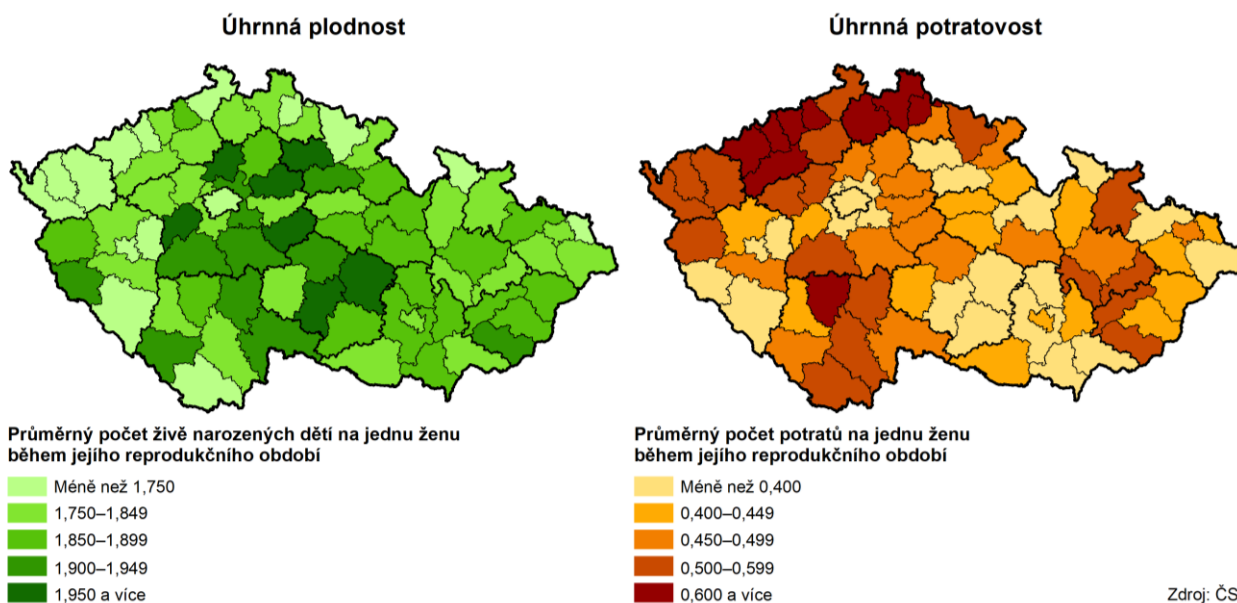 Úhrnná plodnost
Úhrnná potratovost
Průměrný počet živě narozených dětí na jednu ženu
během jejího reprodukčního období
Méně než 1,750
1,750–1,849
1,850–1,899
1,900–1,949
1,950 a více
Průměrný počet potratů na jednu ženu
během jejího reprodukčního období
Méně než 0,400
0,400–0,449
0,450–0,499
0,500–0,599
0,600 a více
Zdroj: ČS